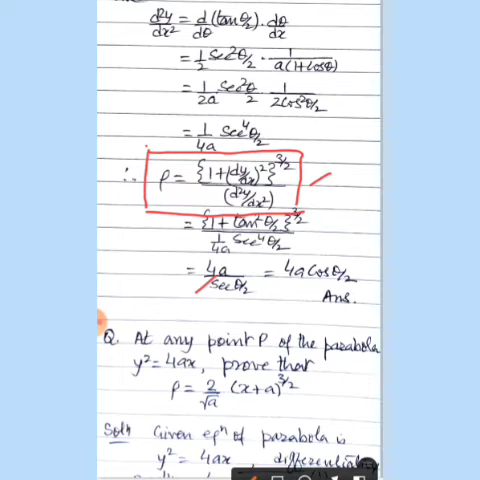 d²y/dx² = d/dθ (tan θ/2) . dθ/dx
= 1/2 sec²θ/2 . 1/a(1+cosθ)
= 1/2a sec²θ/2 1/2cos²θ/2
= 1/4a sec⁴θ/2
∴ ρ = {1+(dy/dx)²}^3/2 / (d²y/dx²)
= {1+tan²θ/2}^3/2 / 1/4a sec⁴θ/2
= 4a/secθ/2 = 4a cosθ/2
Ans.
Q. At any point P of the parabola
y² = 4ax, prove that
ρ = 2/√a (x+a)^3/2
Solⁿ Given eqⁿ of parabola is
y² = 4ax, differentiating